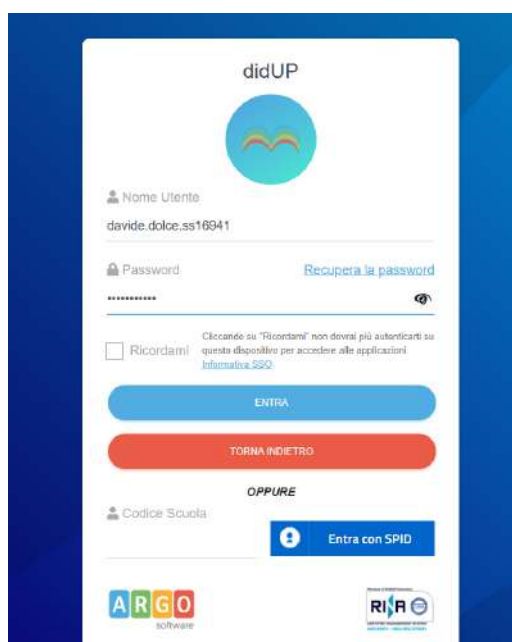 didUP
Nome Utente
davide.dolce.ss16941
Password Recupera la password
•••••••••••
Ricordami
Cliccando su "Ricordami" non dovrai più autenticarti su
questo dispositivo per accedere alle applicazioni
Informativa SSO
ENTRA
TORNA INDIETRO
OPPURE
Codice Scuola
Entra con SPID
ARGO
software
RINA